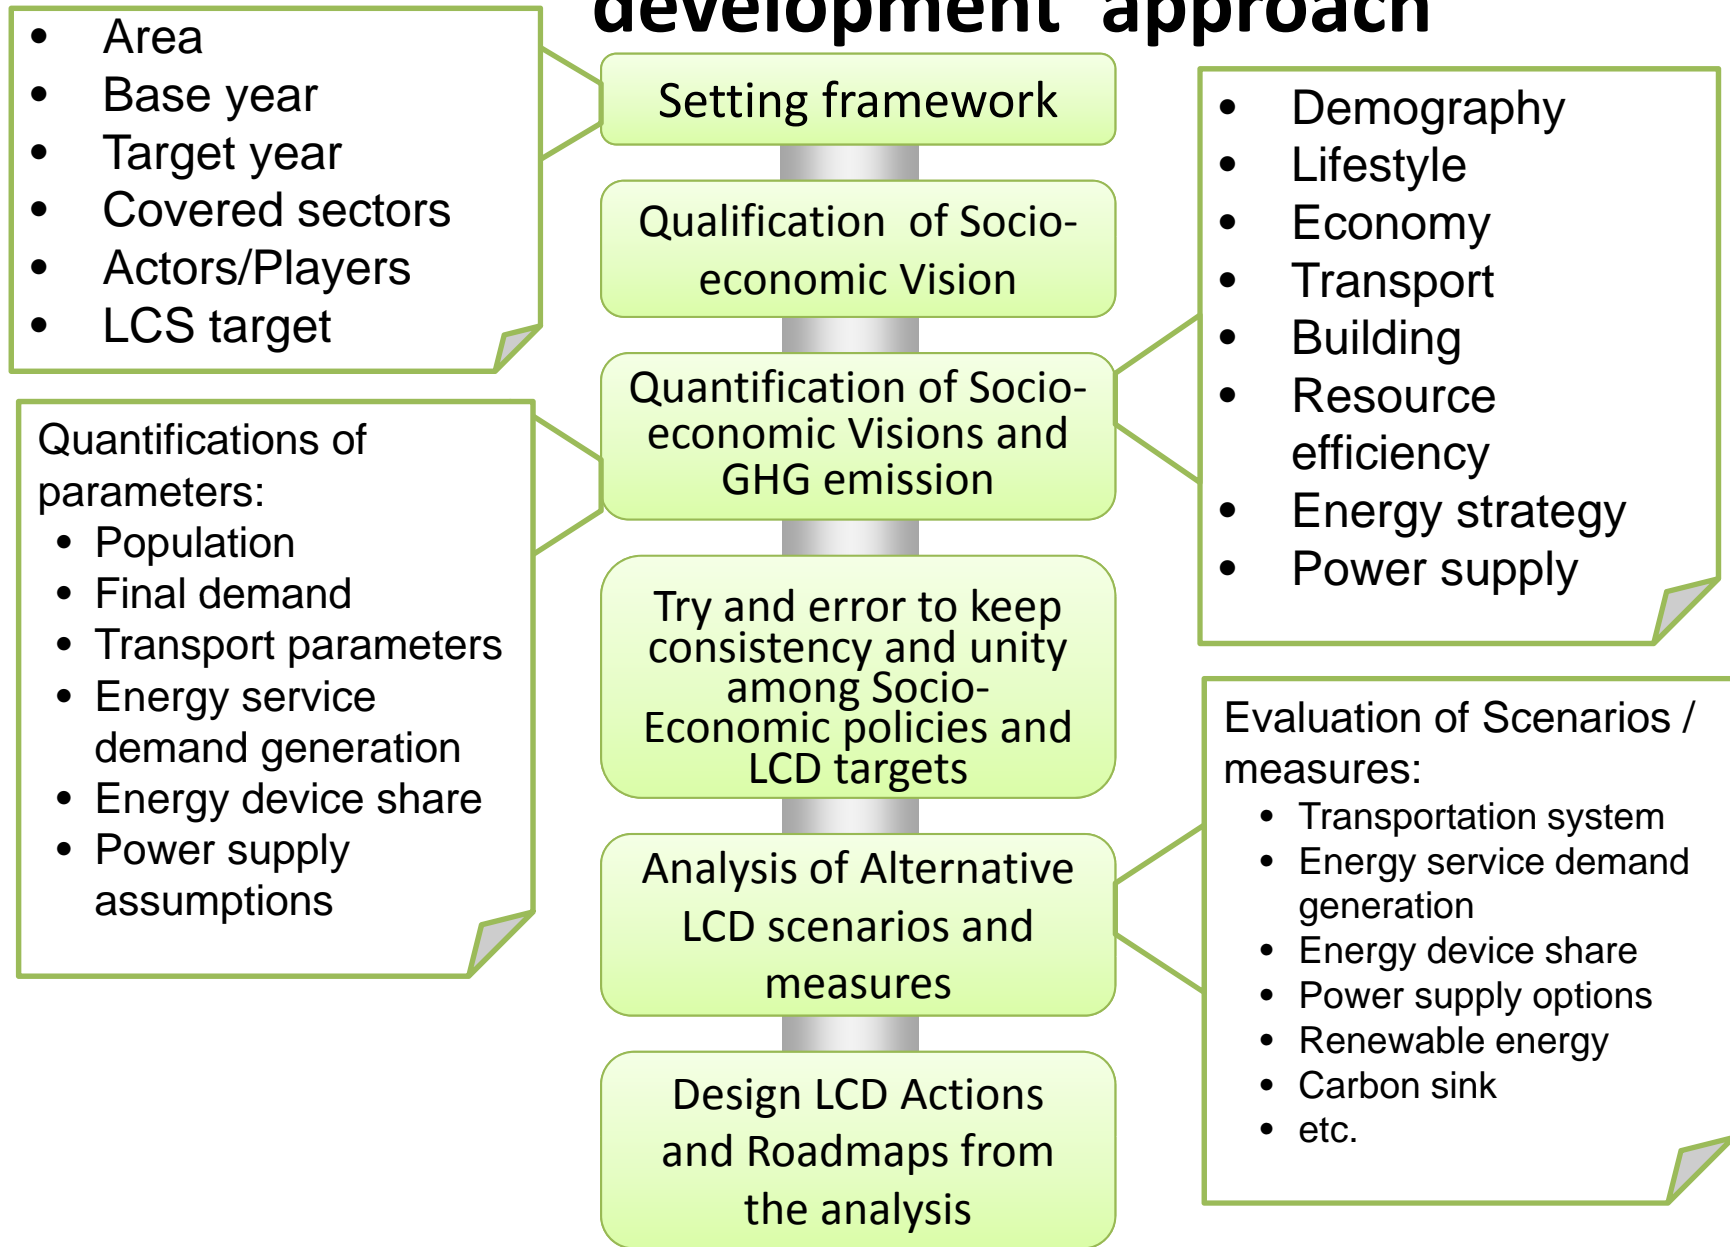 development approach
• Area
• Base year
• Target year
• Covered sectors
• Actors/Players
• LCS target
Setting framework
Qualification of Socio-
economic Vision
Quantification of Socio-
economic Visions and
GHG emission
Try and error to keep
consistency and unity
among Socio-
Economic policies and
LCD targets
Analysis of Alternative
LCD scenarios and
measures
Design LCD Actions
and Roadmaps from
the analysis
• Demography
• Lifestyle
• Economy
• Transport
• Building
• Resource
efficiency
• Energy strategy
• Power supply
Quantifications of
parameters:
• Population
• Final demand
• Transport parameters
• Energy service
demand generation
• Energy device share
• Power supply
assumptions
Evaluation of Scenarios /
measures:
• Transportation system
• Energy service demand
generation
• Energy device share
• Power supply options
• Renewable energy
• Carbon sink
• etc.